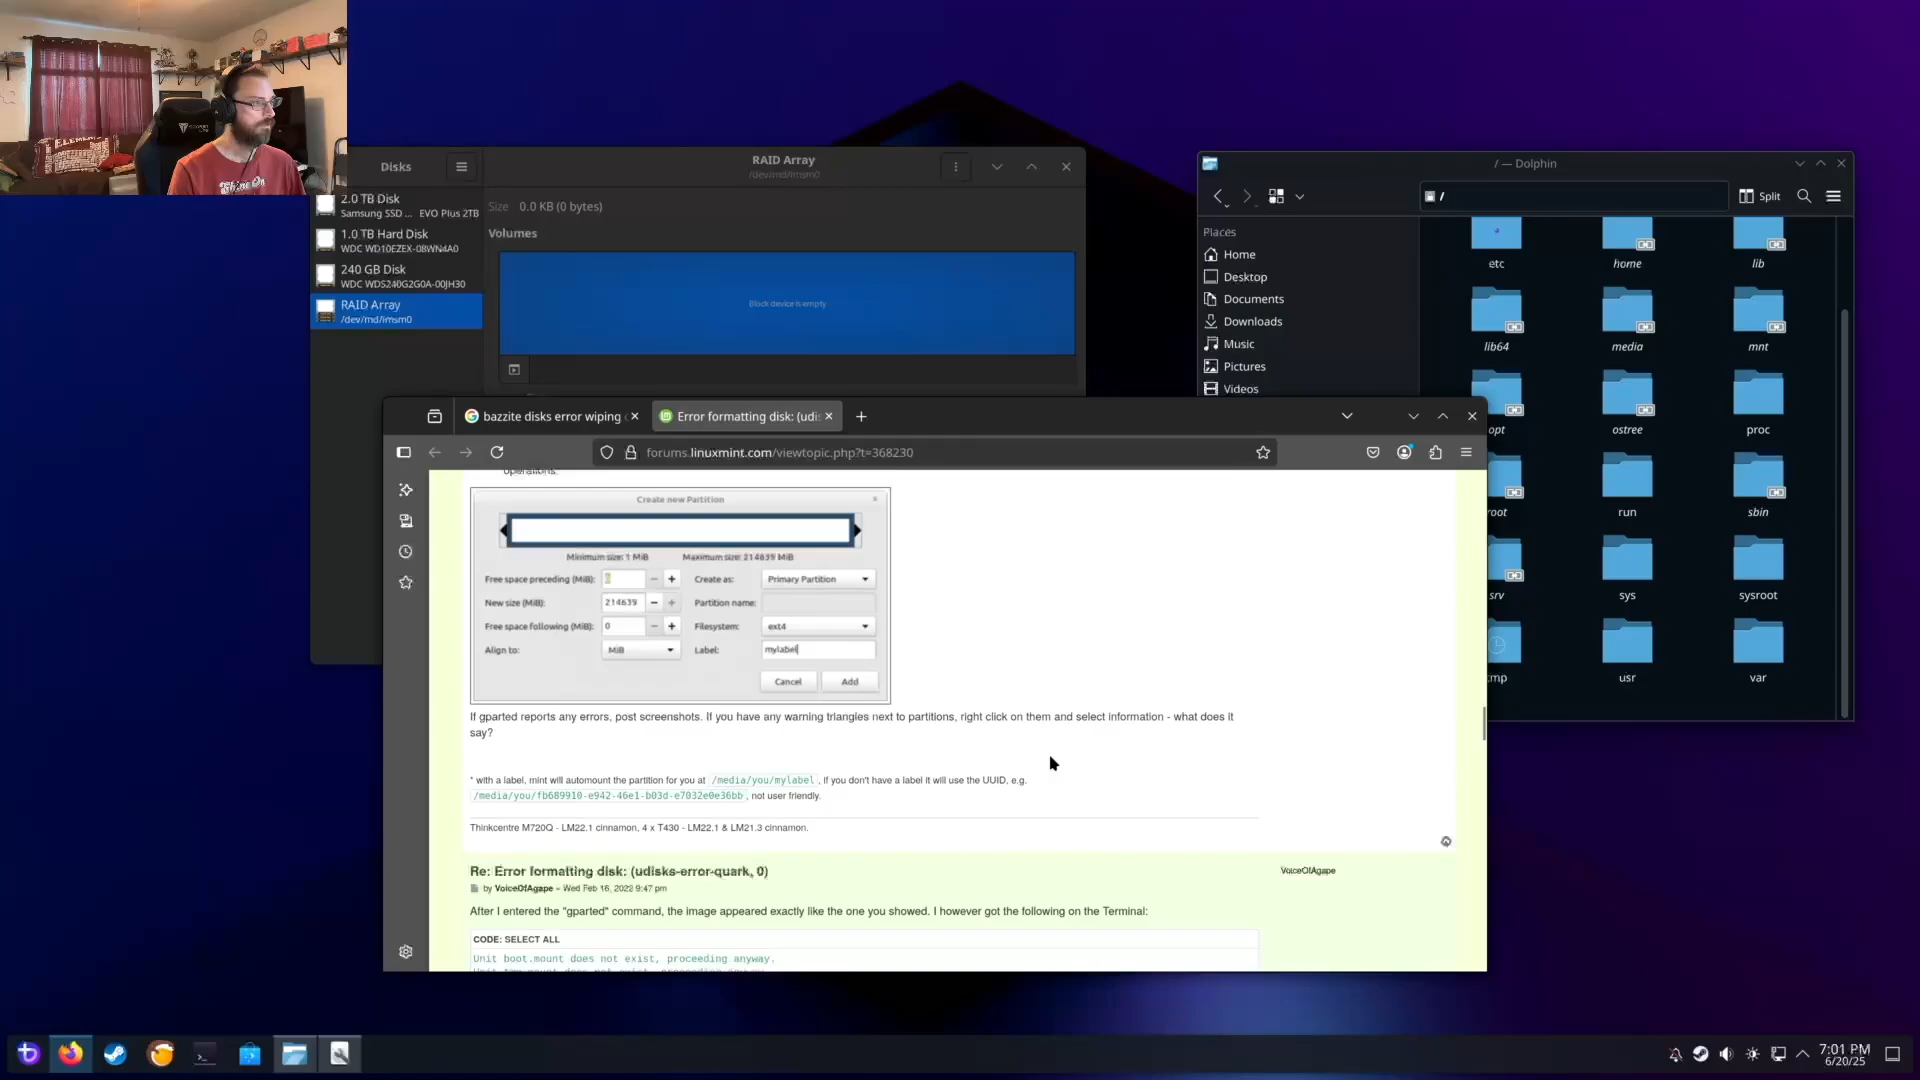 Disks
RAID Array
/dev/md/imsm0
2.0 TB Disk
Samsung SSD ... EVO Plus 2TB
1.0 TB Hard Disk
WDC WD10EZEX-08WN4A0
240 GB Disk
WDC WDS240G2G0A-00JH30
RAID Array
/dev/md/imsm0
Size 0.0 KB (0 bytes)
Volumes
Block device is empty
/ — Dolphin
/
Split
Places
Home
Desktop
Documents
Downloads
Music
Pictures
Videos
etc
home
lib
lib64
media
mnt
opt
ostree
proc
root
run
sbin
srv
sys
sysroot
tmp
usr
var
bazzite disks error wiping
Error formatting disk: (udis
forums.linuxmint.com/viewtopic.php?t=368230
operations.
Create new Partition
Minimum size: 1 MiB Maximum size: 214639 MiB
Free space preceding (MiB): Create as: Primary Partition
New size (MiB): 214639 Partition name:
Free space following (MiB): 0 Filesystem: ext4
Align to: MiB Label: mylabel
Cancel Add
If gparted reports any errors, post screenshots. If you have any warning triangles next to partitions, right click on them and select information - what does it
say?
* with a label, mint will automount the partition for you at /media/you/mylabel, if you don't have a label it will use the UUID, e.g.
/media/you/fb689910-e942-46e1-b03d-e7032e0e36bb, not user friendly.
Thinkcentre M720Q - LM22.1 cinnamon, 4 x T430 - LM22.1 & LM21.3 cinnamon.
Re: Error formatting disk: (udisks-error-quark, 0)
VoiceOfAgape
by VoiceOfAgape » Wed Feb 16, 2022 9:47 pm
After I entered the "gparted" command, the image appeared exactly like the one you showed. I however got the following on the Terminal:
CODE: SELECT ALL
Unit boot.mount does not exist, proceeding anyway.
7:01 PM
6/20/25